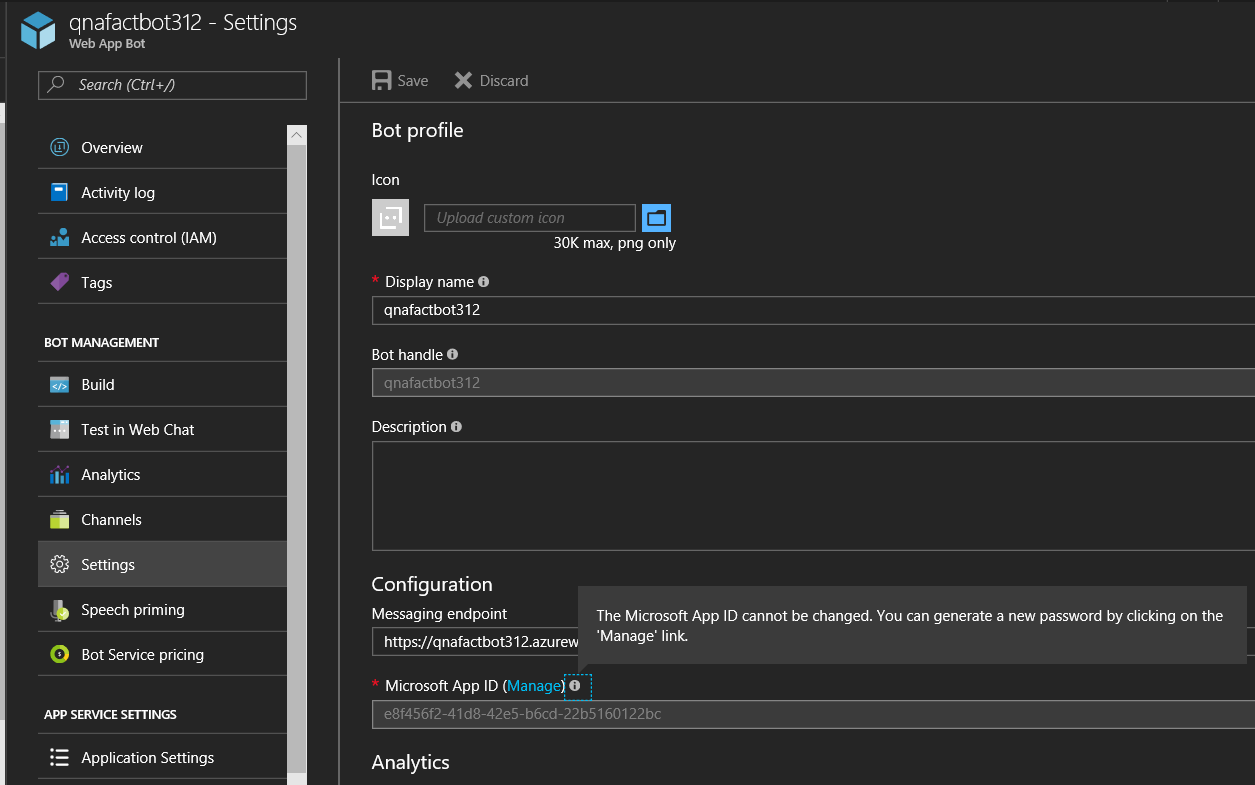 qnafactbot312 - Settings
Web App Bot
Search (Ctrl+/)
Overview
Activity log
Access control (IAM)
Tags
BOT MANAGEMENT
Build
Test in Web Chat
Analytics
Channels
Settings
Speech priming
Bot Service pricing
APP SERVICE SETTINGS
Application Settings
Save Discard
Bot profile
Icon
Upload custom icon
30K max, png only
* Display name
qnafactbot312
Bot handle
qnafactbot312
Description
Configuration
Messaging endpoint
https://qnafactbot312.azurew
The Microsoft App ID cannot be changed. You can generate a new password by clicking on the
'Manage' link.
* Microsoft App ID (Manage)
e8f456f2-41d8-42e5-b6cd-22b5160122bc
Analytics